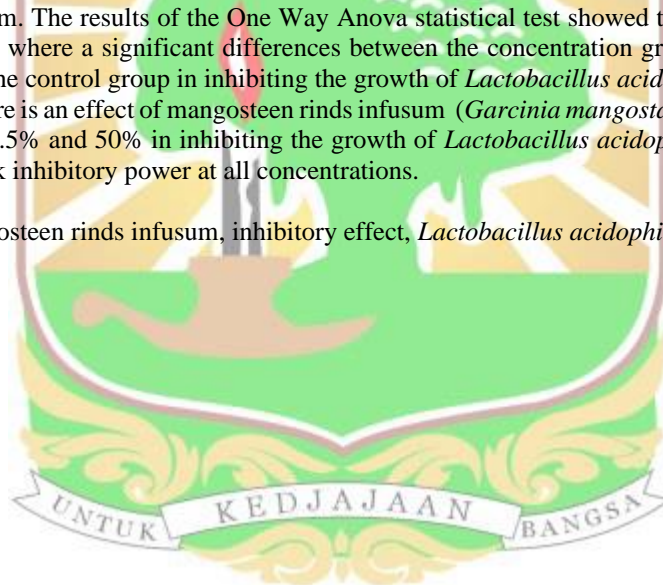 m. The results of the One Way Anova statistical test showed t
where a significant differences between the concentration gr
ne control group in inhibiting the growth of Lactobacillus acid
re is an effect of mangosteen rinds infusum (Garcinia mangosta
.5% and 50% in inhibiting the growth of Lactobacillus acidop
k inhibitory power at all concentrations.
osteen rinds infusum, inhibitory effect, Lactobacillus acidophi
UNTUK KEDJAJAAN BANGSA